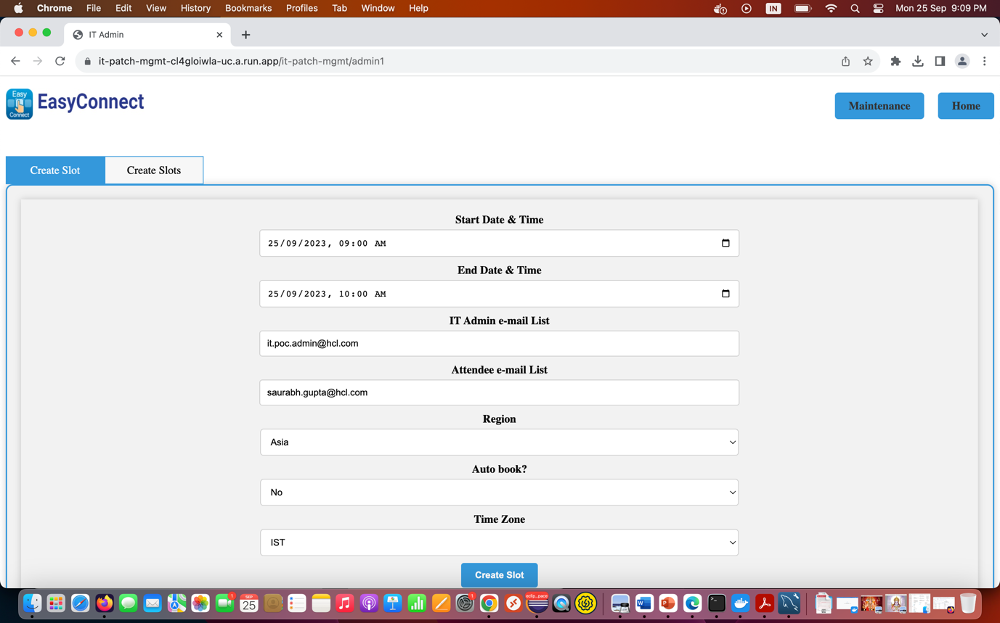 Chrome File Edit View History Bookmarks Profiles Tab Window Help IN Mon 25 Sep 9:09 PM
IT Admin
it-patch-mgmt-cl4gloiwla-uc.a.run.app/it-patch-mgmt/admin1
Easy
Connect
EasyConnect
Maintenance Home
Create Slot Create Slots
Start Date & Time
25/09/2023, 09:00 AM
End Date & Time
25/09/2023, 10:00 AM
IT Admin e-mail List
it.poc.admin@hcl.com
Attendee e-mail List
saurabh.gupta@hcl.com
Region
Asia
Auto book?
No
Time Zone
IST
Create Slot
1
SEP
25
1
eclip...pace